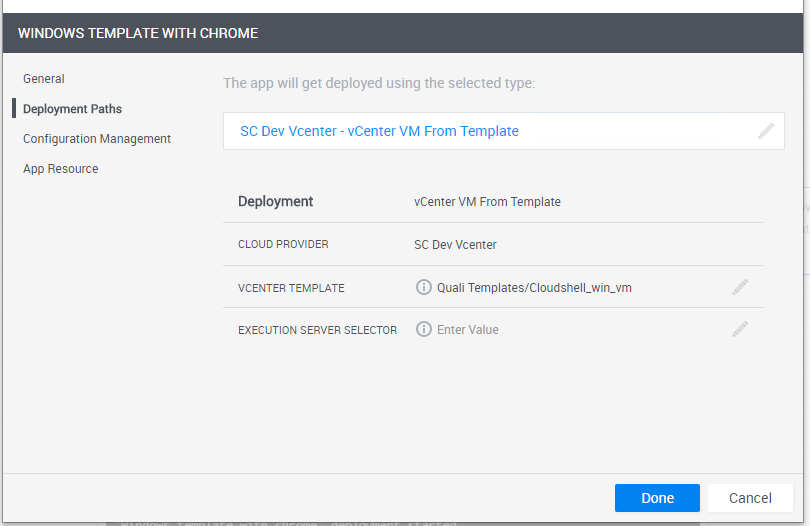 WINDOWS TEMPLATE WITH CHROME
General
Deployment Paths
Configuration Management
App Resource
The app will get deployed using the selected type:
SC Dev Vcenter - vCenter VM From Template
Deployment vCenter VM From Template
CLOUD PROVIDER SC Dev Vcenter
VCENTER TEMPLATE Quali Templates/Cloudshell_win_vm
EXECUTION SERVER SELECTOR Enter Value
Done Cancel